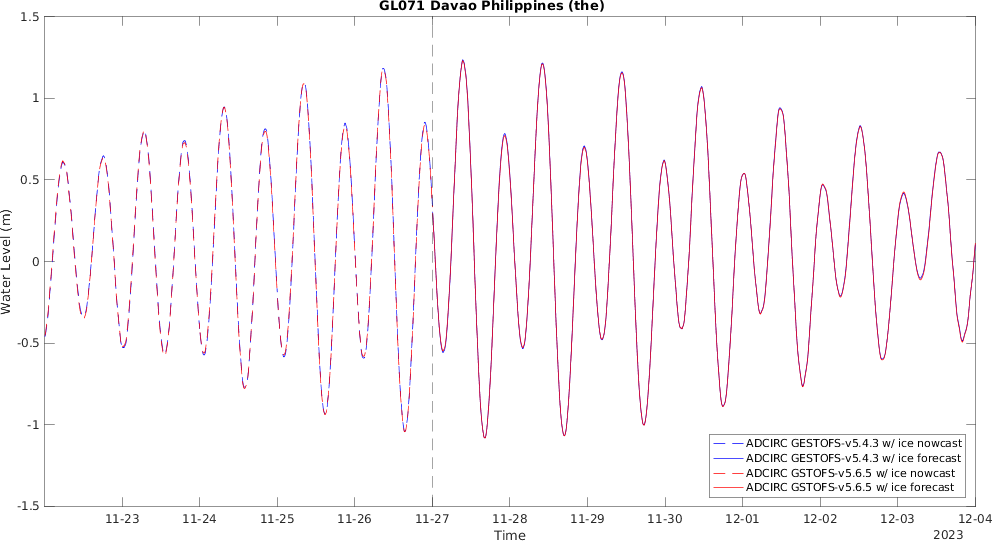 GL071 Davao Philippines (the)
1.5
1
0.5
0
-0.5
-1
-1.5
Water Level (m)
ADCIRC GESTOFS-v5.4.3 w/ ice nowcast
ADCIRC GESTOFS-v5.4.3 w/ ice forecast
ADCIRC GSTOFS-v5.6.5 w/ ice nowcast
ADCIRC GSTOFS-v5.6.5 w/ ice forecast
11-23 11-24 11-25 11-26 11-27 11-28 11-29 11-30 12-01 12-02 12-03 12-04
Time
2023